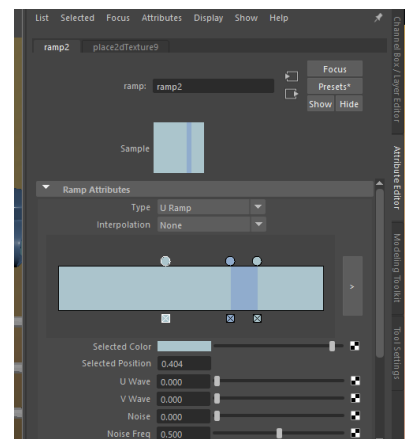 List Selected Focus Attributes Display Show Help
ramp2 place2dTexture9
ramp: ramp2
Focus
Presets*
Show Hide
Sample
Ramp Attributes
Type U Ramp
Interpolation None
>
Selected Color
Selected Position 0.404
U Wave 0.000
V Wave 0.000
Noise 0.000
Noise Freq 0.500
Channel Box / Layer Editor
Attribute Editor
Modeling Toolkit
Tool Settings